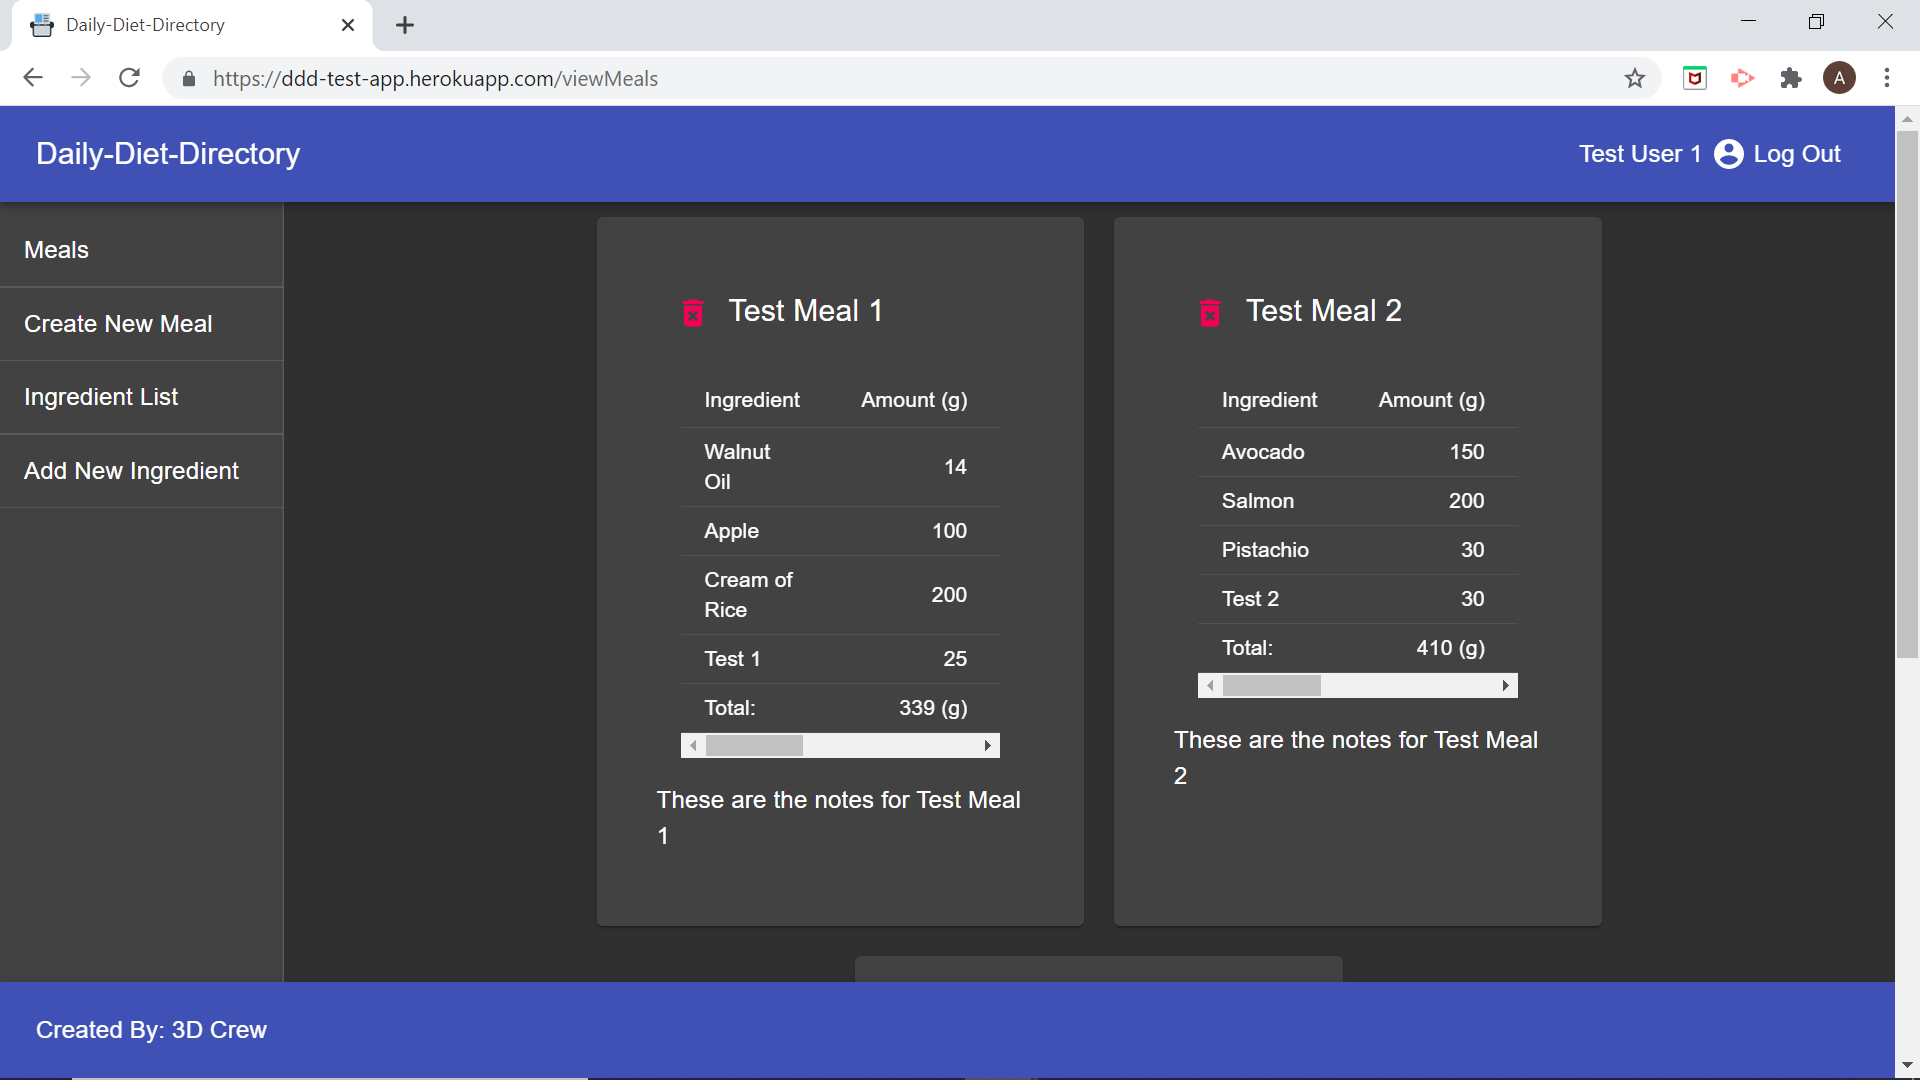 Daily-Diet-Directory
https://ddd-test-app.herokuapp.com/viewMeals
A
Daily-Diet-Directory
Test User 1 Log Out
Meals
Create New Meal
Ingredient List
Add New Ingredient
Test Meal 1
Ingredient Amount (g)
Walnut
Oil
14
Apple 100
Cream of
Rice
200
Test 1 25
Total: 339 (g)
These are the notes for Test Meal
1
Test Meal 2
Ingredient Amount (g)
Avocado 150
Salmon 200
Pistachio 30
Test 2 30
Total: 410 (g)
These are the notes for Test Meal
2
Created By: 3D Crew